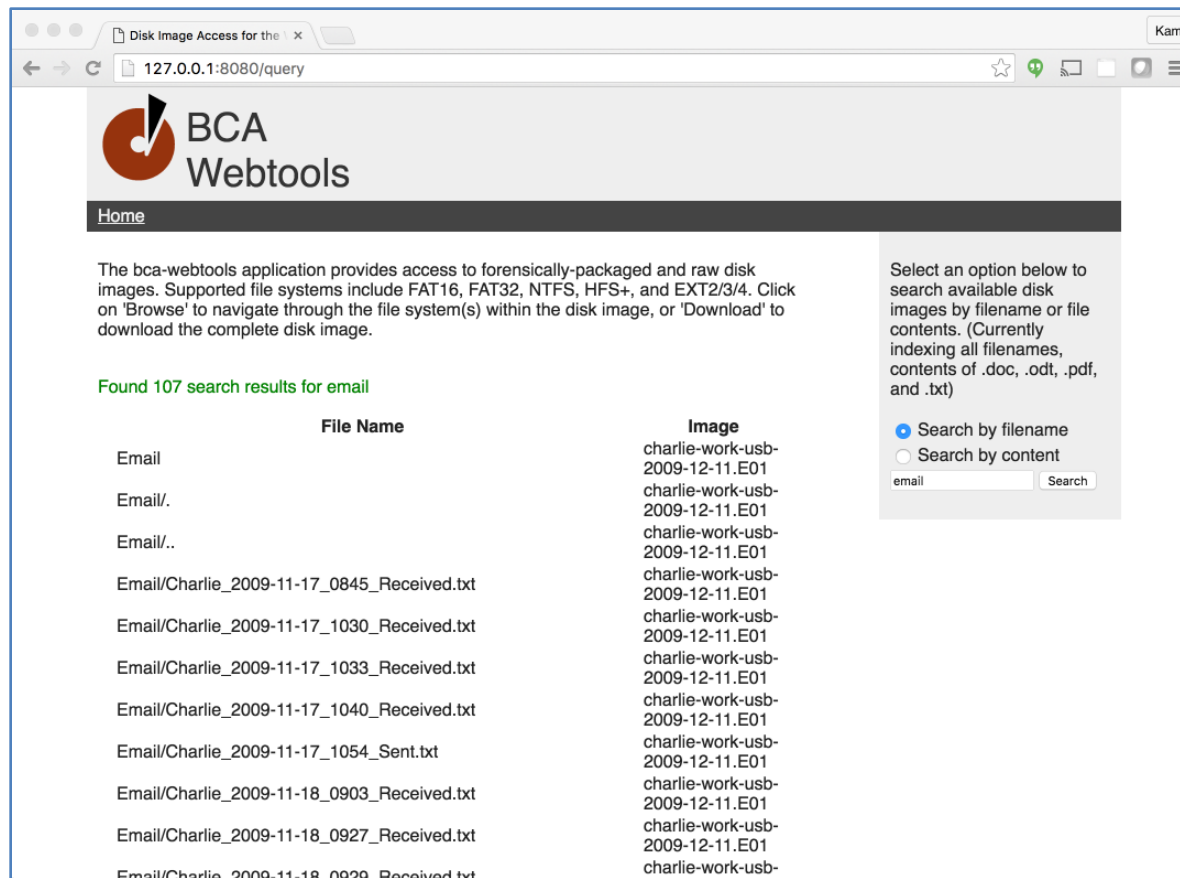 Disk Image Access for the
Kam
127.0.0.1:8080/query
BCA
Webtools
Home
The bca-webtools application provides access to forensically-packaged and raw disk
images. Supported file systems include FAT16, FAT32, NTFS, HFS+, and EXT2/3/4. Click
on 'Browse' to navigate through the file system(s) within the disk image, or 'Download' to
download the complete disk image.
Found 107 search results for email
File Name Image
Email charlie-work-usb-
2009-12-11.E01
Email/. charlie-work-usb-
2009-12-11.E01
Email/.. charlie-work-usb-
2009-12-11.E01
Email/Charlie_2009-11-17_0845_Received.txt charlie-work-usb-
2009-12-11.E01
Email/Charlie_2009-11-17_1030_Received.txt charlie-work-usb-
2009-12-11.E01
Email/Charlie_2009-11-17_1033_Received.txt charlie-work-usb-
2009-12-11.E01
Email/Charlie_2009-11-17_1040_Received.txt charlie-work-usb-
2009-12-11.E01
Email/Charlie_2009-11-17_1054_Sent.txt charlie-work-usb-
2009-12-11.E01
Email/Charlie_2009-11-18_0903_Received.txt charlie-work-usb-
2009-12-11.E01
Email/Charlie_2009-11-18_0927_Received.txt charlie-work-usb-
2009-12-11.E01
Email/Charlie_2009-11-18_0929_Received.txt charlie-work-usb-
Select an option below to
search available disk
images by filename or file
contents. (Currently
indexing all filenames,
contents of .doc, .odt, .pdf,
and .txt)
Search by filename
Search by content
email Search